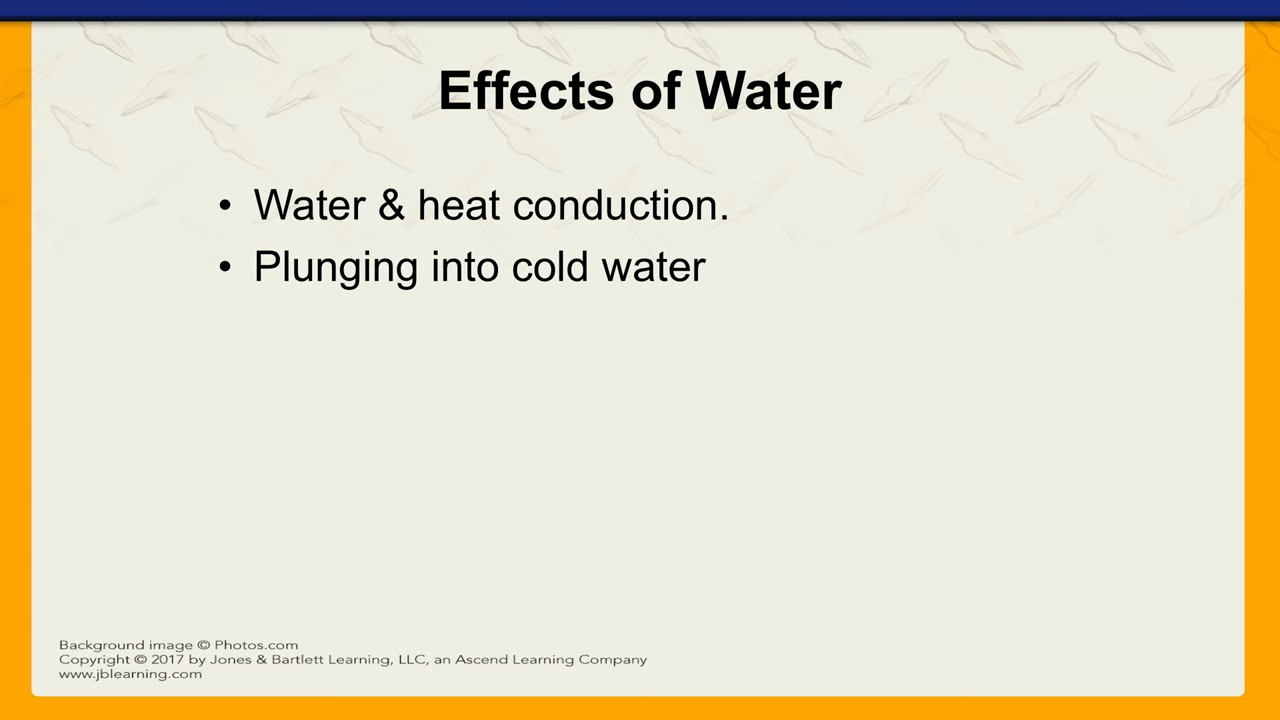 Effects of Water
• Water & heat conduction.
• Plunging into cold water
Background image © Photos.com
Copyright © 2017 by Jones & Bartlett Learning, LLC, an Ascend Learning Company
www.jblearning.com